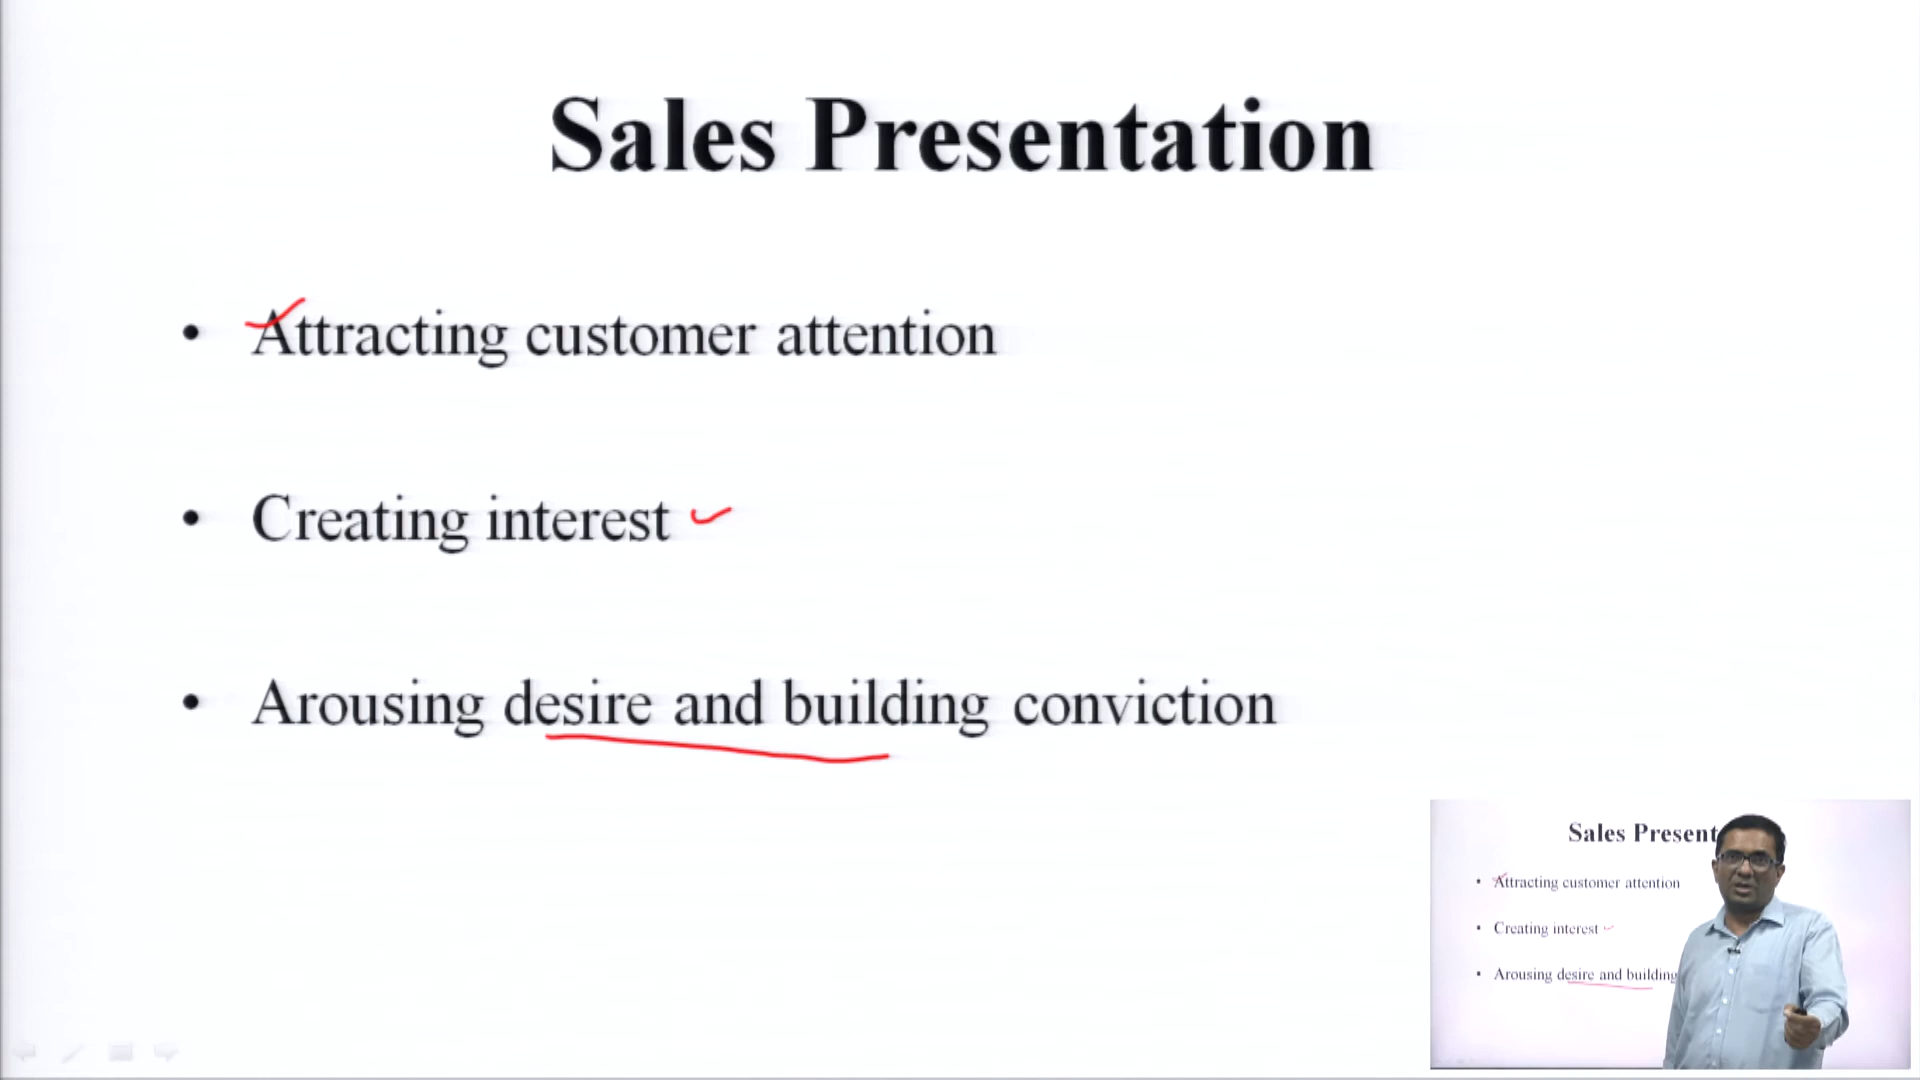 Sales Presentation
• Attracting customer attention
• Creating interest
• Arousing desire and building conviction
Sales Present
• Attracting customer attention
• Creating interest
• Arousing desire and building